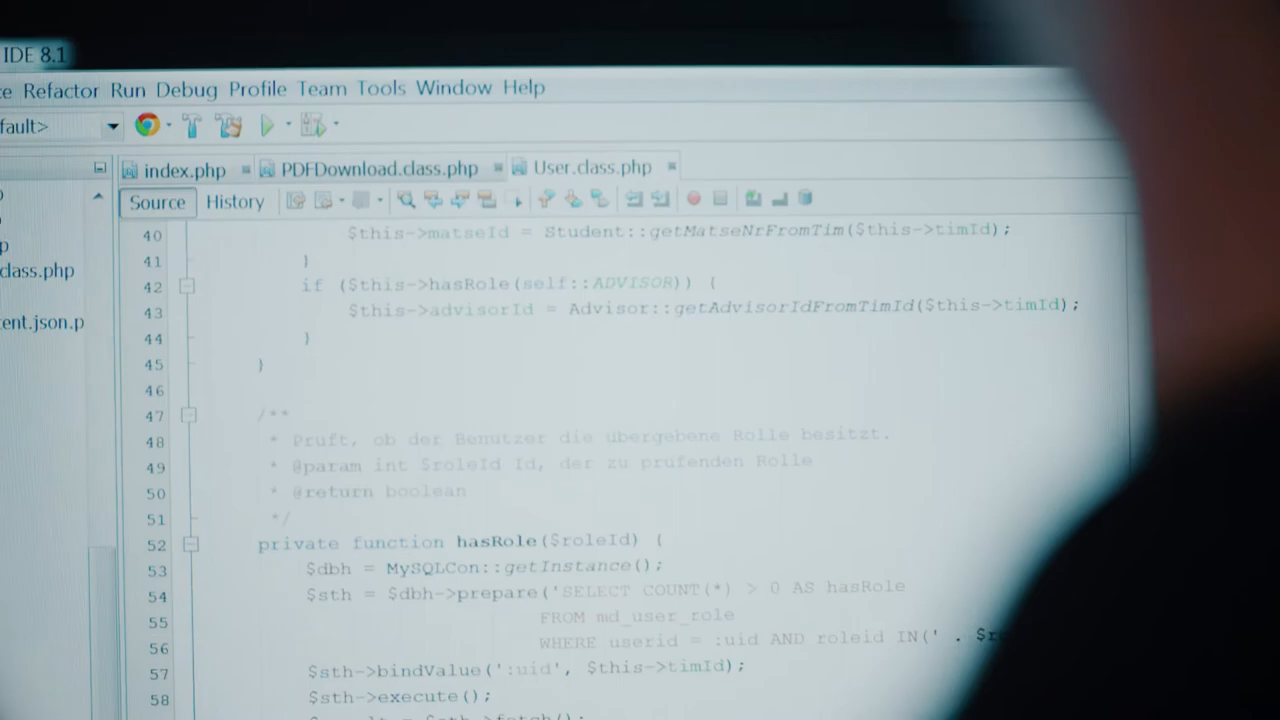 IDE 8.1
Refactor Run Debug Profile Team Tools Window Help
fault>
index.php PDFDownload.class.php User.class.php
Source History
class.php
tent.json.p
40 $this->matseId = Student::getMatseNrFromTim($this->timId);
41 }
42 if ($this->hasRole(self::ADVISOR)) {
43 $this->advisorId = Advisor::getAdvisorIdFromTimId($this->timId);
44 }
45 }
46
47 /**
48 * Prüft, ob der Benutzer die übergebene Rolle besitzt.
49 * @param int $roleId Id, der zu prüfenden Rolle
50 * @return boolean
51 */
52 private function hasRole($roleId) {
53 $dbh = MySQLCon::getInstance();
54 $sth = $dbh->prepare('SELECT COUNT(*) > 0 AS hasRole
55 FROM md_user_role
56 WHERE userid = :uid AND roleid IN(' . $ro
57 $sth->bindValue(':uid', $this->timId);
58 $sth->execute();